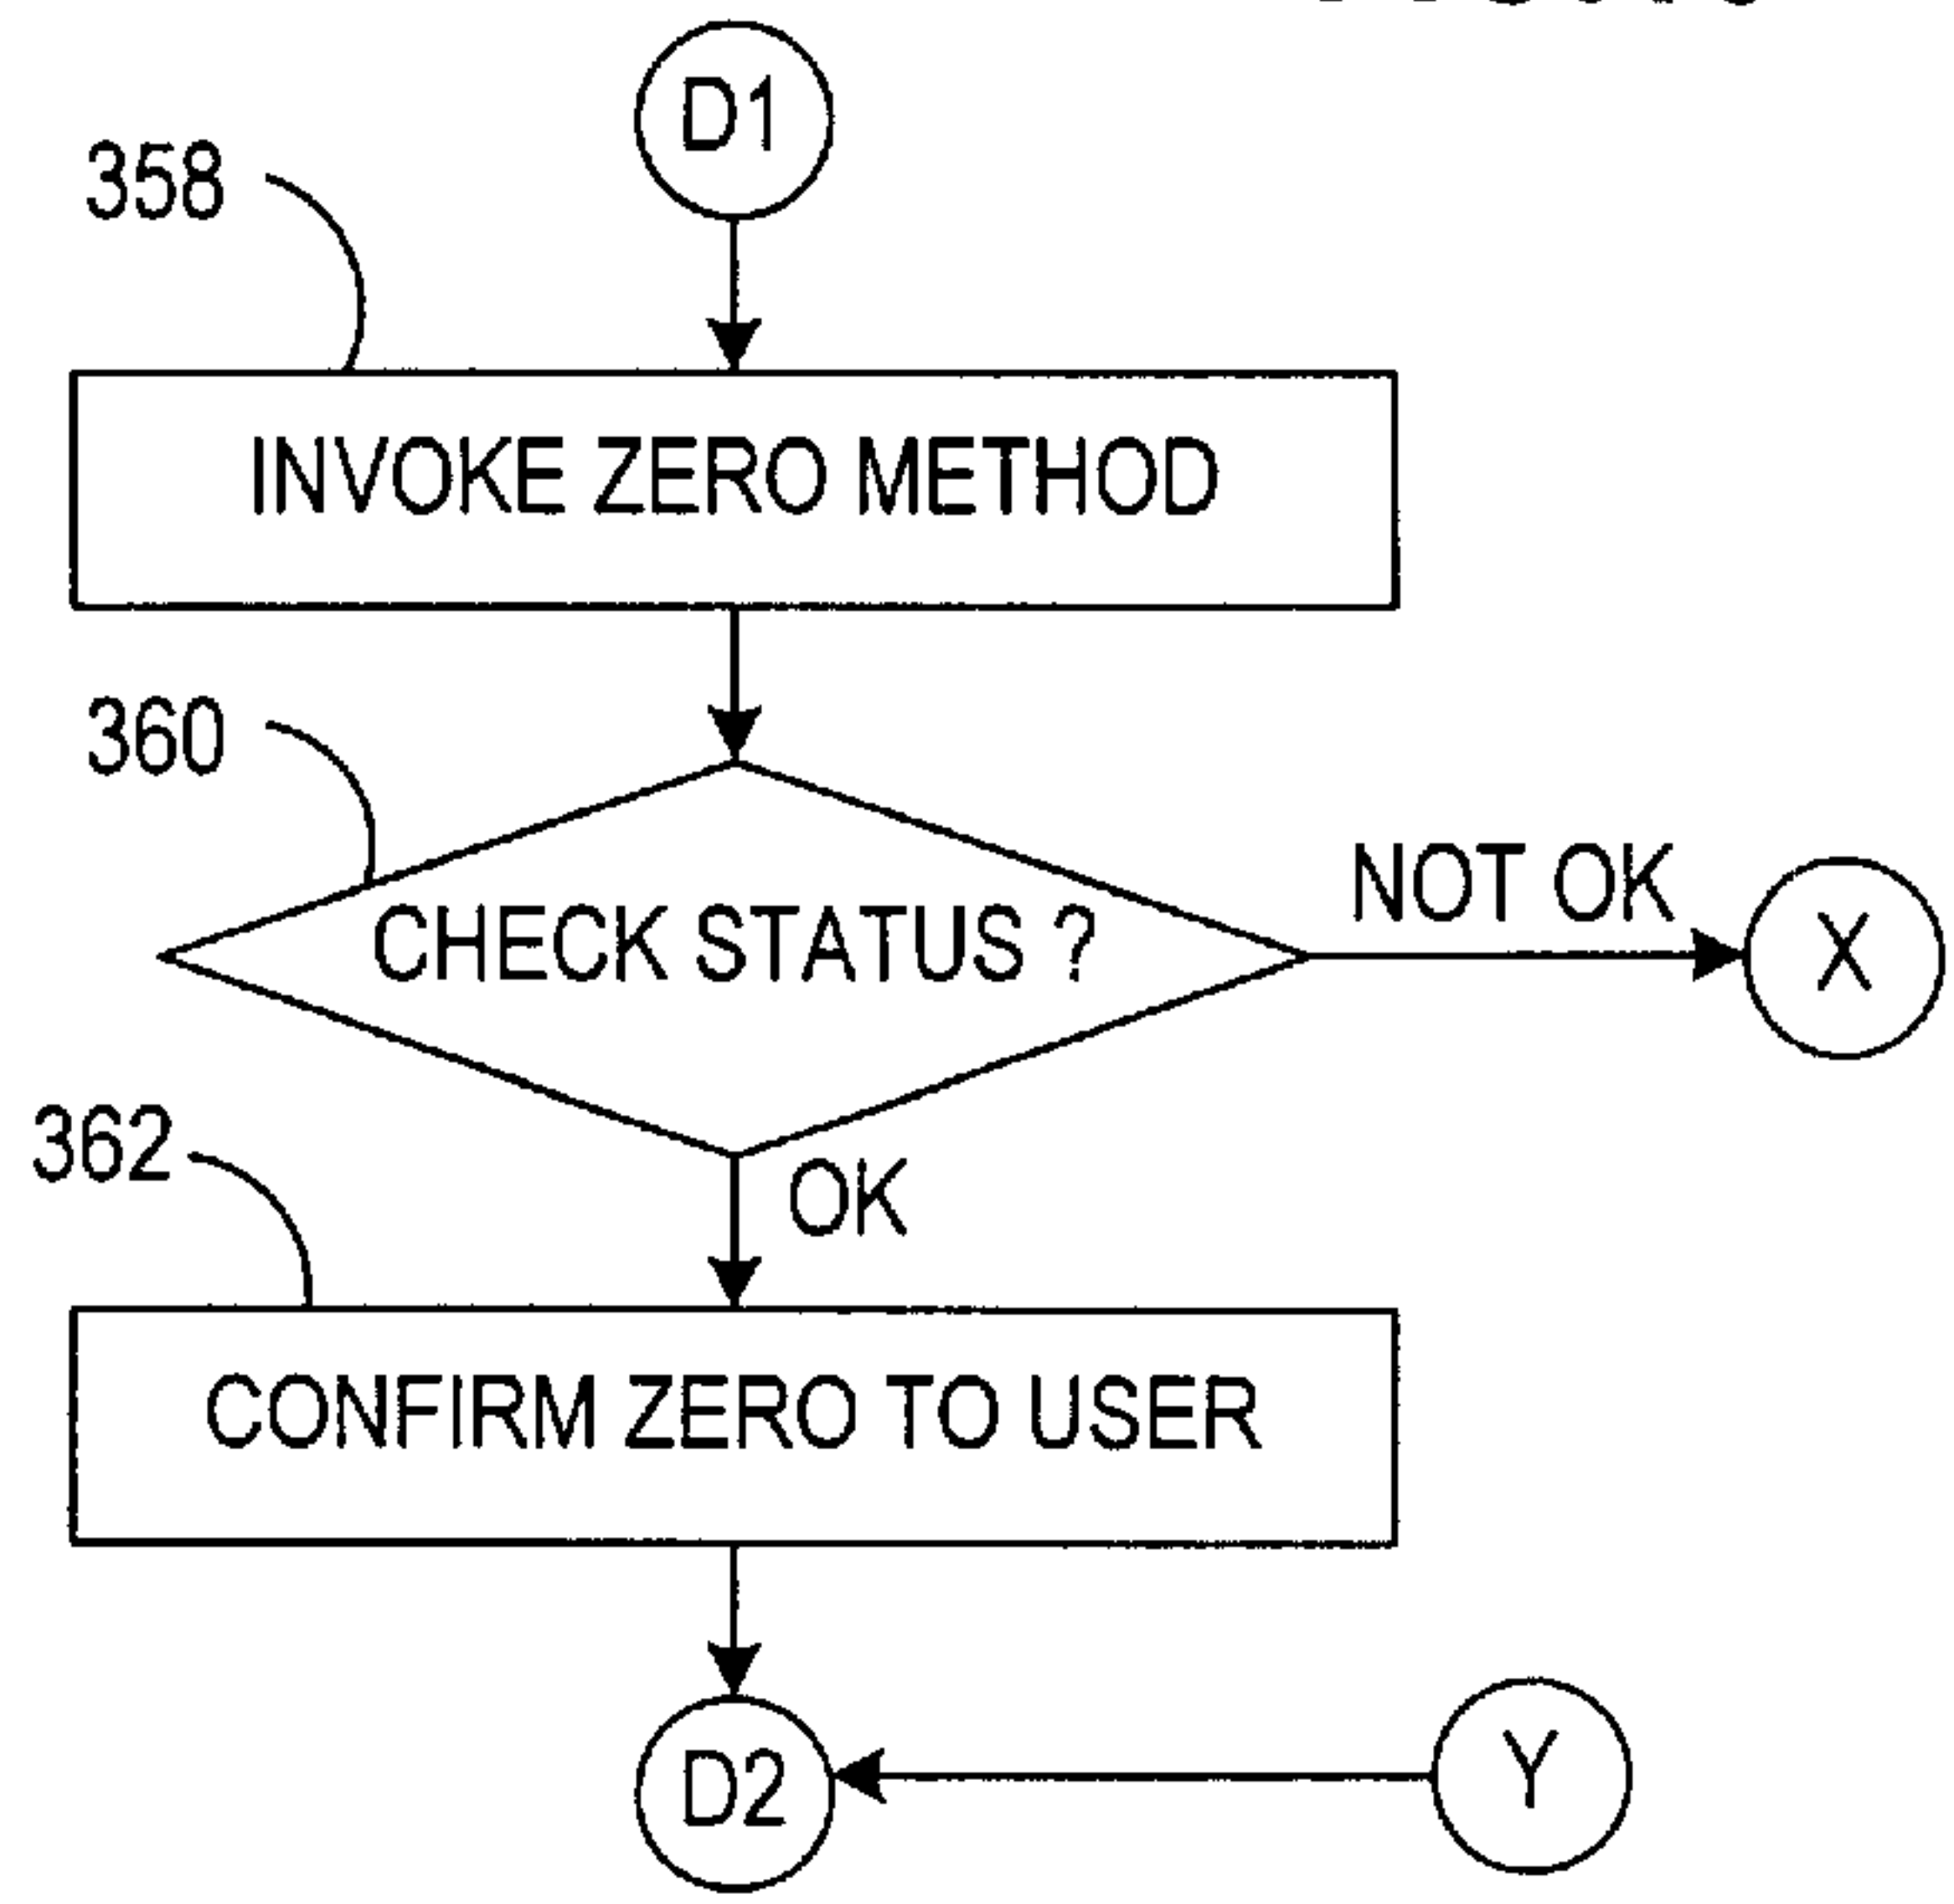 D1
358
INVOKE ZERO METHOD
360
NOT OK
CHECK STATUS ?
X
362
OK
CONFIRM ZERO TO USER
D2
Y